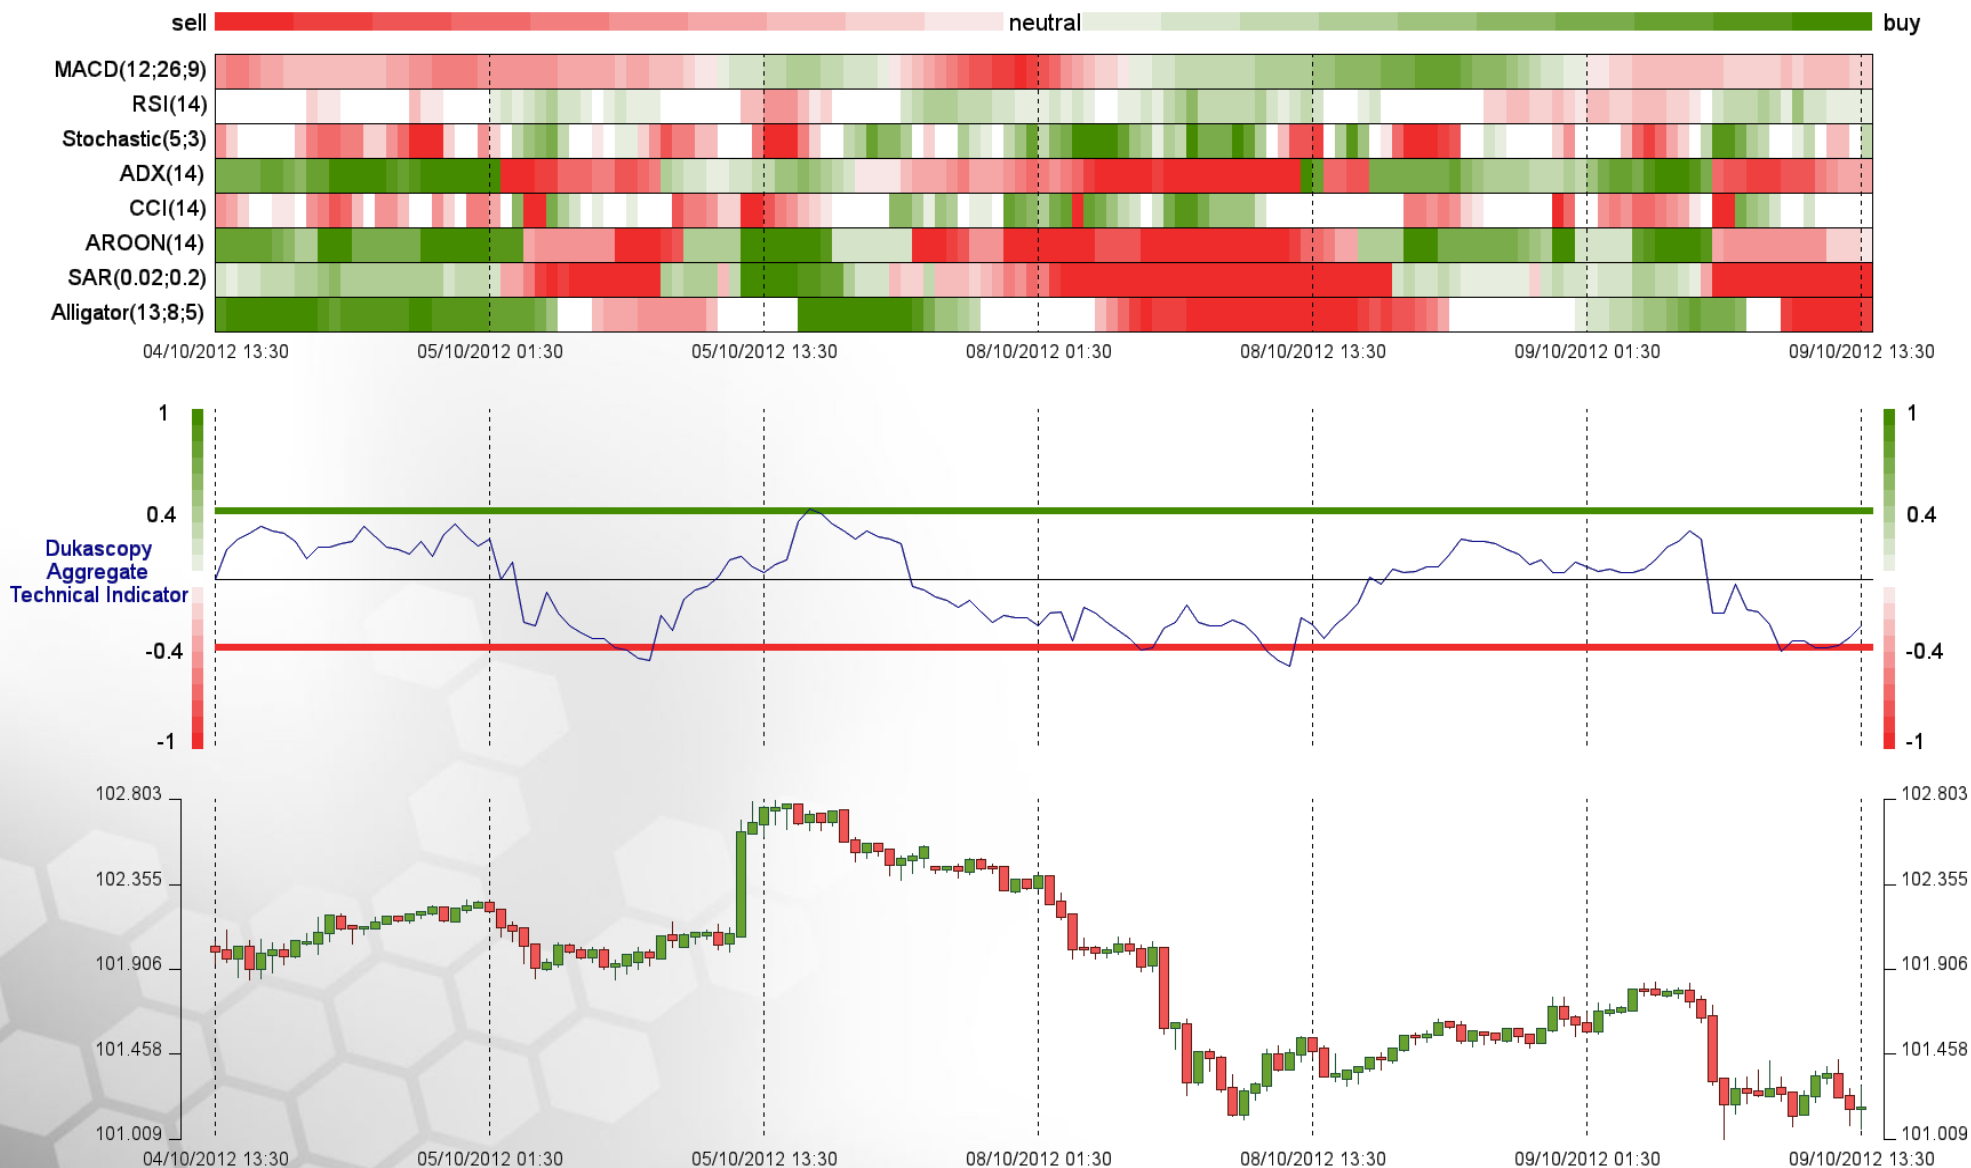 sell neutral buy
MACD(12;26;9)
RSI(14)
Stochastic(5;3)
ADX(14)
CCI(14)
AROON(14)
SAR(0.02;0.2)
Alligator(13;8;5)
04/10/2012 13:30 05/10/2012 01:30 05/10/2012 13:30 08/10/2012 01:30 08/10/2012 13:30 09/10/2012 01:30 09/10/2012 13:30
1 1
0.4 0.4
Dukascopy
Aggregate
Technical Indicator
-0.4 -0.4
-1 -1
102.803 102.803
102.355 102.355
101.906 101.906
101.458 101.458
101.009 101.009
04/10/2012 13:30 05/10/2012 01:30 05/10/2012 13:30 08/10/2012 01:30 08/10/2012 13:30 09/10/2012 01:30 09/10/2012 13:30